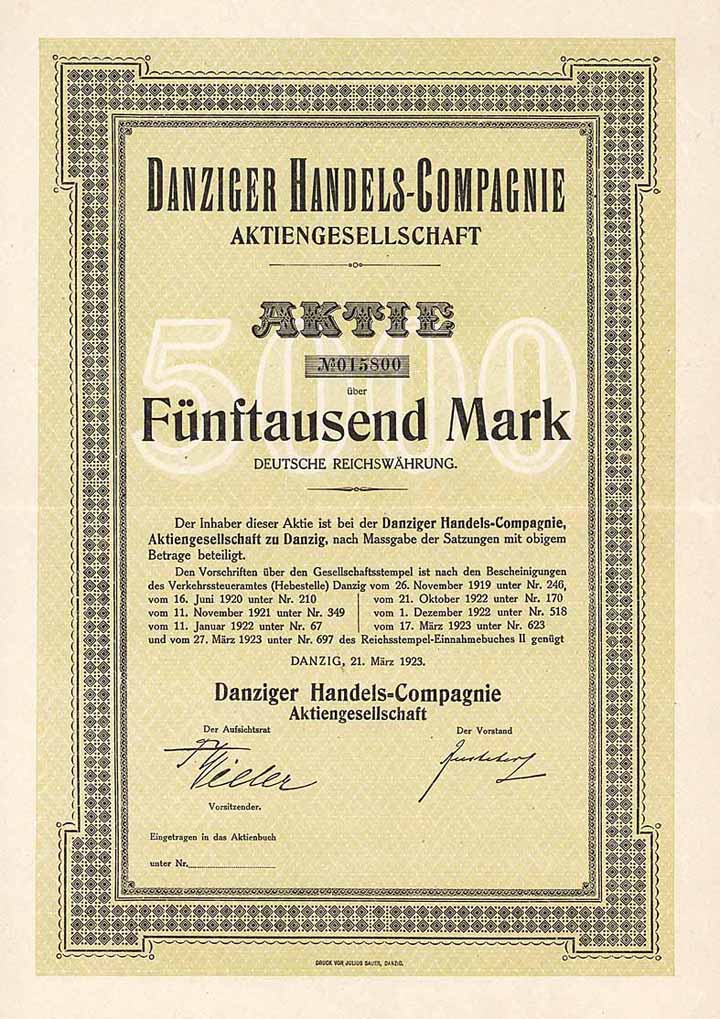 DANZIGER HANDELS-COMPAGNIE
AKTIENGESELLSCHAFT
AKTIE
5000
№ 015800
über
Fünftausend Mark
DEUTSCHE REICHSWÄHRUNG.
Der Inhaber dieser Aktie ist bei der Danziger Handels-Compagnie,
Aktiengesellschaft zu Danzig, nach Massgabe der Satzungen mit obigem
Betrage beteiligt.
Den Vorschriften über den Gesellschaftsstempel ist nach den Bescheinigungen
des Verkehrssteueramtes (Hebestelle) Danzig vom 26. November 1919 unter Nr. 246,
vom 16. Juni 1920 unter Nr. 210
vom 11. November 1921 unter Nr. 349
vom 11. Januar 1922 unter Nr. 67
vom 21. Oktober 1922 unter Nr. 170
vom 1. Dezember 1922 unter Nr. 518
vom 17. März 1923 unter Nr. 623
und vom 27. März 1923 unter Nr. 697 des Reichsstempel-Einnahmebuches II genügt
DANZIG, 21. März 1923.
Danziger Handels-Compagnie
Aktiengesellschaft
Der Aufsichtsrat
Der Vorstand
Vorsitzender.
Eingetragen in das Aktienbuch
unter Nr.
DRUCK VON JULIUS SAUER, DANZIG.